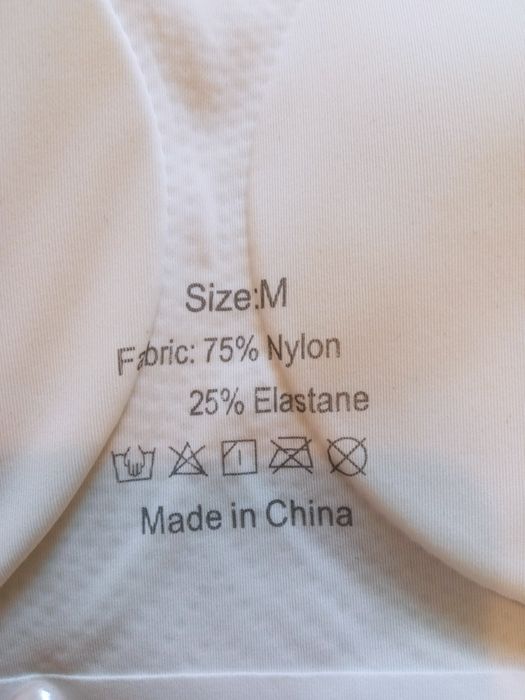 Size:M
Fabric: 75% Nylon
25% Elastane
Made in China